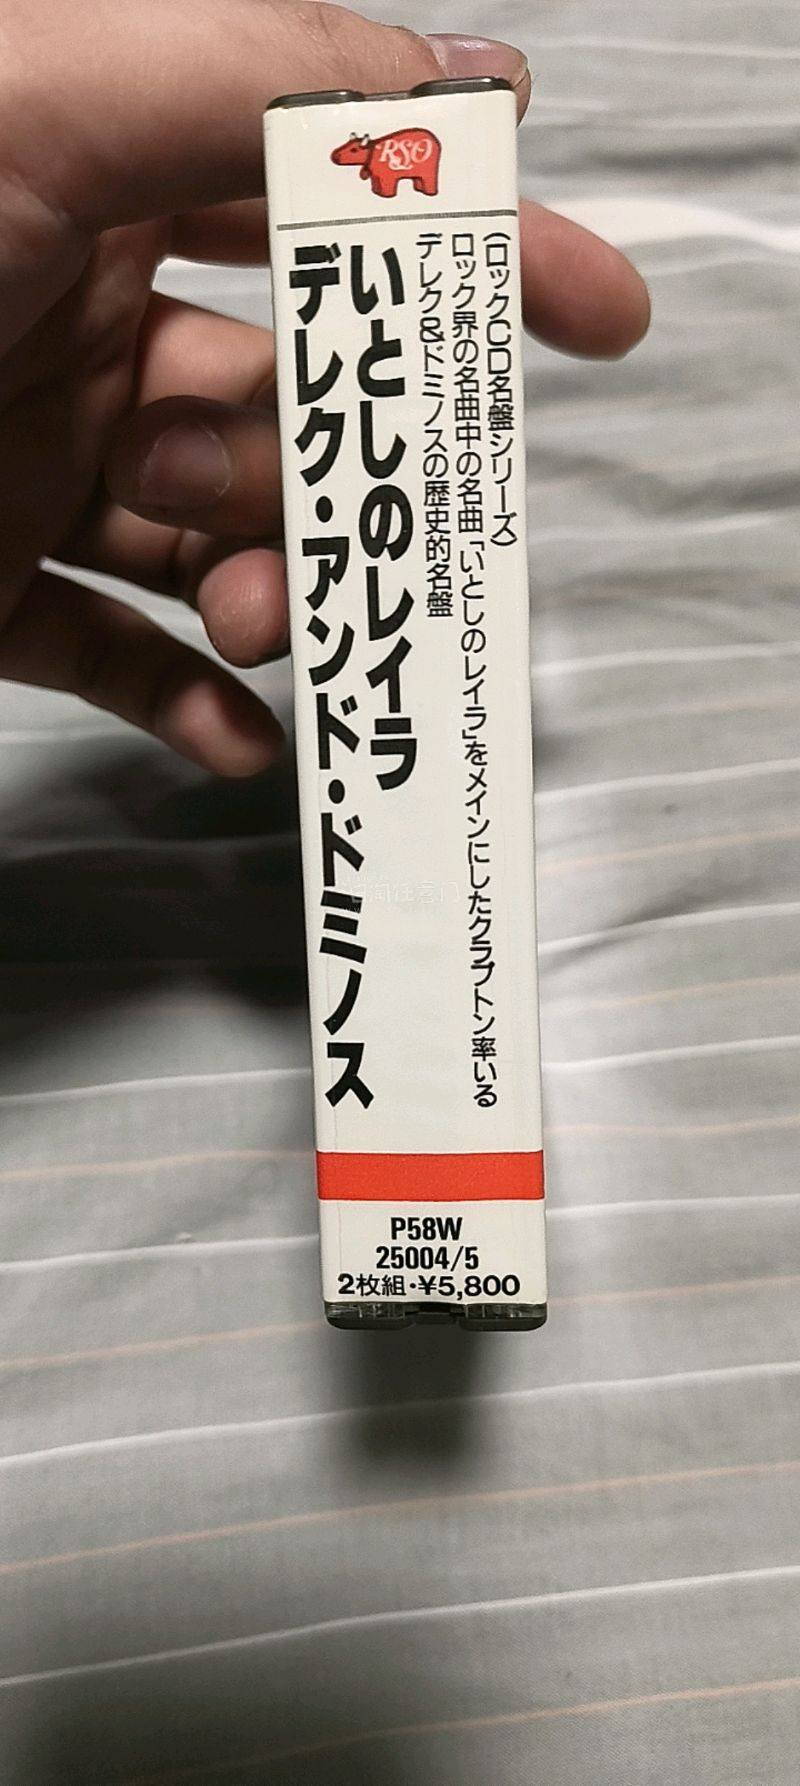 RSO
(ロックCD名盤シリーズ)
ロック界の名曲中の名曲「いとしのレイラ」をメインにしたクラプトン率いる
デレク&ドミノスの歴史的名盤
いとしのレイラ
デレク・アンド・ドミノス
P58W
25004/5
2枚組・¥5,800